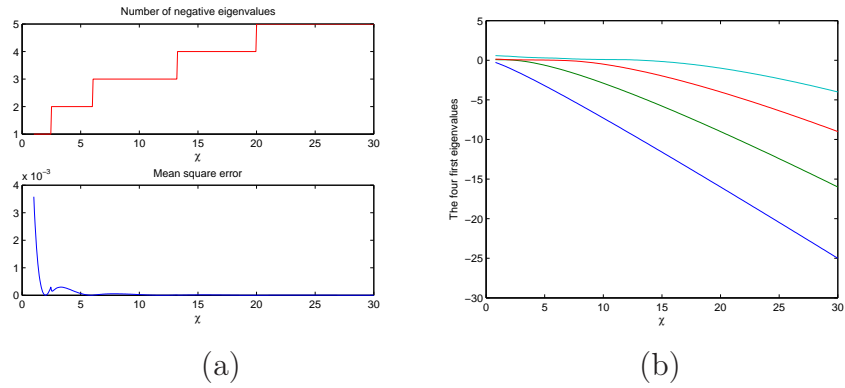 Number of negative eigenvalues
5
4
3
2
1
0 5 10 15 20 25 30
χ
x 10⁻³
Mean square error
4
3
2
1
0
0 5 10 15 20 25 30
χ
(a)
The four first eigenvalues
5
0
−5
−10
−15
−20
−25
−30
0 5 10 15 20 25 30
χ
(b)